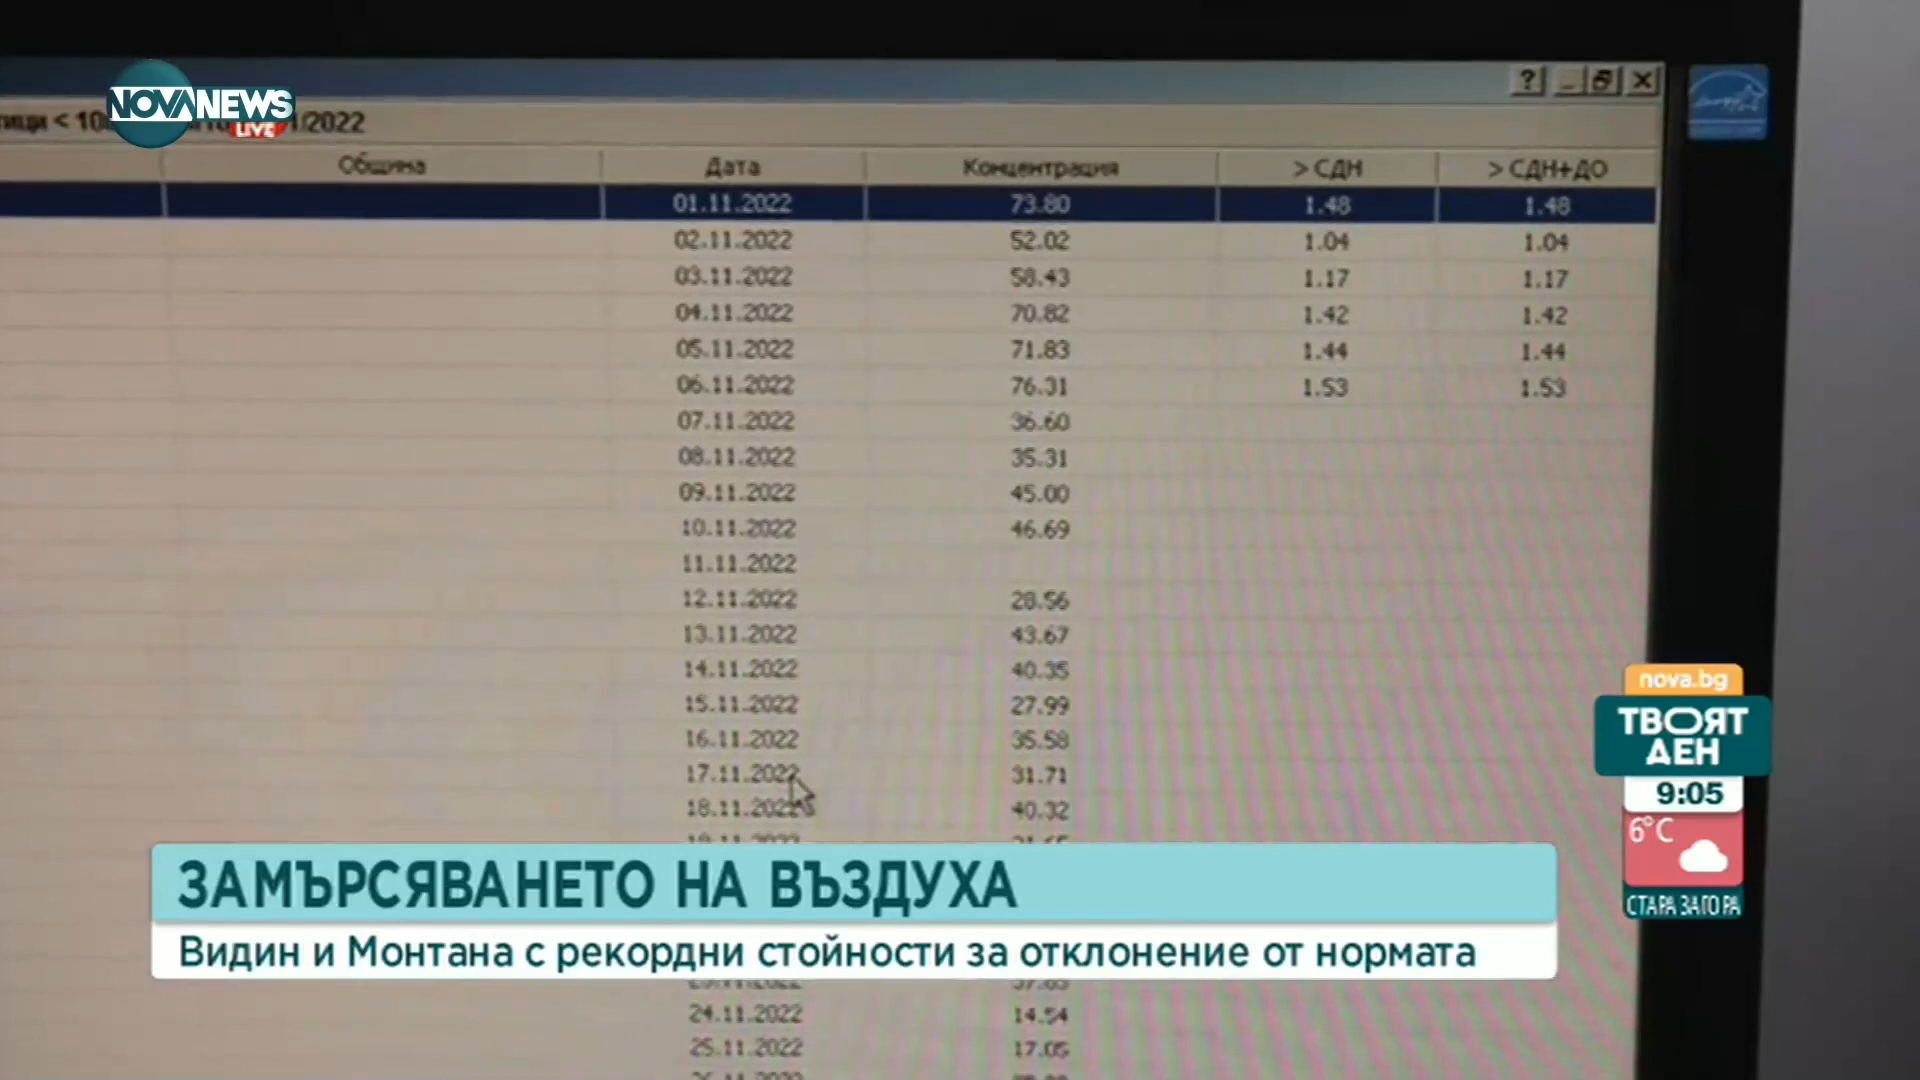 NOVANEWS
LIVE
< 10
/2022
Община Дата Концентрация > СДН > СДН+ДО
01.11.2022 73.80 1.48 1.48
02.11.2022 52.02 1.04 1.04
03.11.2022 58.43 1.17 1.17
04.11.2022 70.82 1.42 1.42
05.11.2022 71.83 1.44 1.44
06.11.2022 76.31 1.53 1.53
07.11.2022 36.60
08.11.2022 35.31
09.11.2022 45.00
10.11.2022 46.69
11.11.2022
12.11.2022 28.56
13.11.2022 43.67
14.11.2022 40.35
15.11.2022 27.99
16.11.2022 35.58
17.11.2022 31.71
18.11.2022 40.32
24.11.2022 14.54
25.11.2022 17.05
nova.bg
ТВОЯТ
ДЕН
9:05
6°C
СТАРА ЗАГОРА
ЗАМЪРСЯВАНЕТО НА ВЪЗДУХА
Видин и Монтана с рекордни стойности за отклонение от нормата